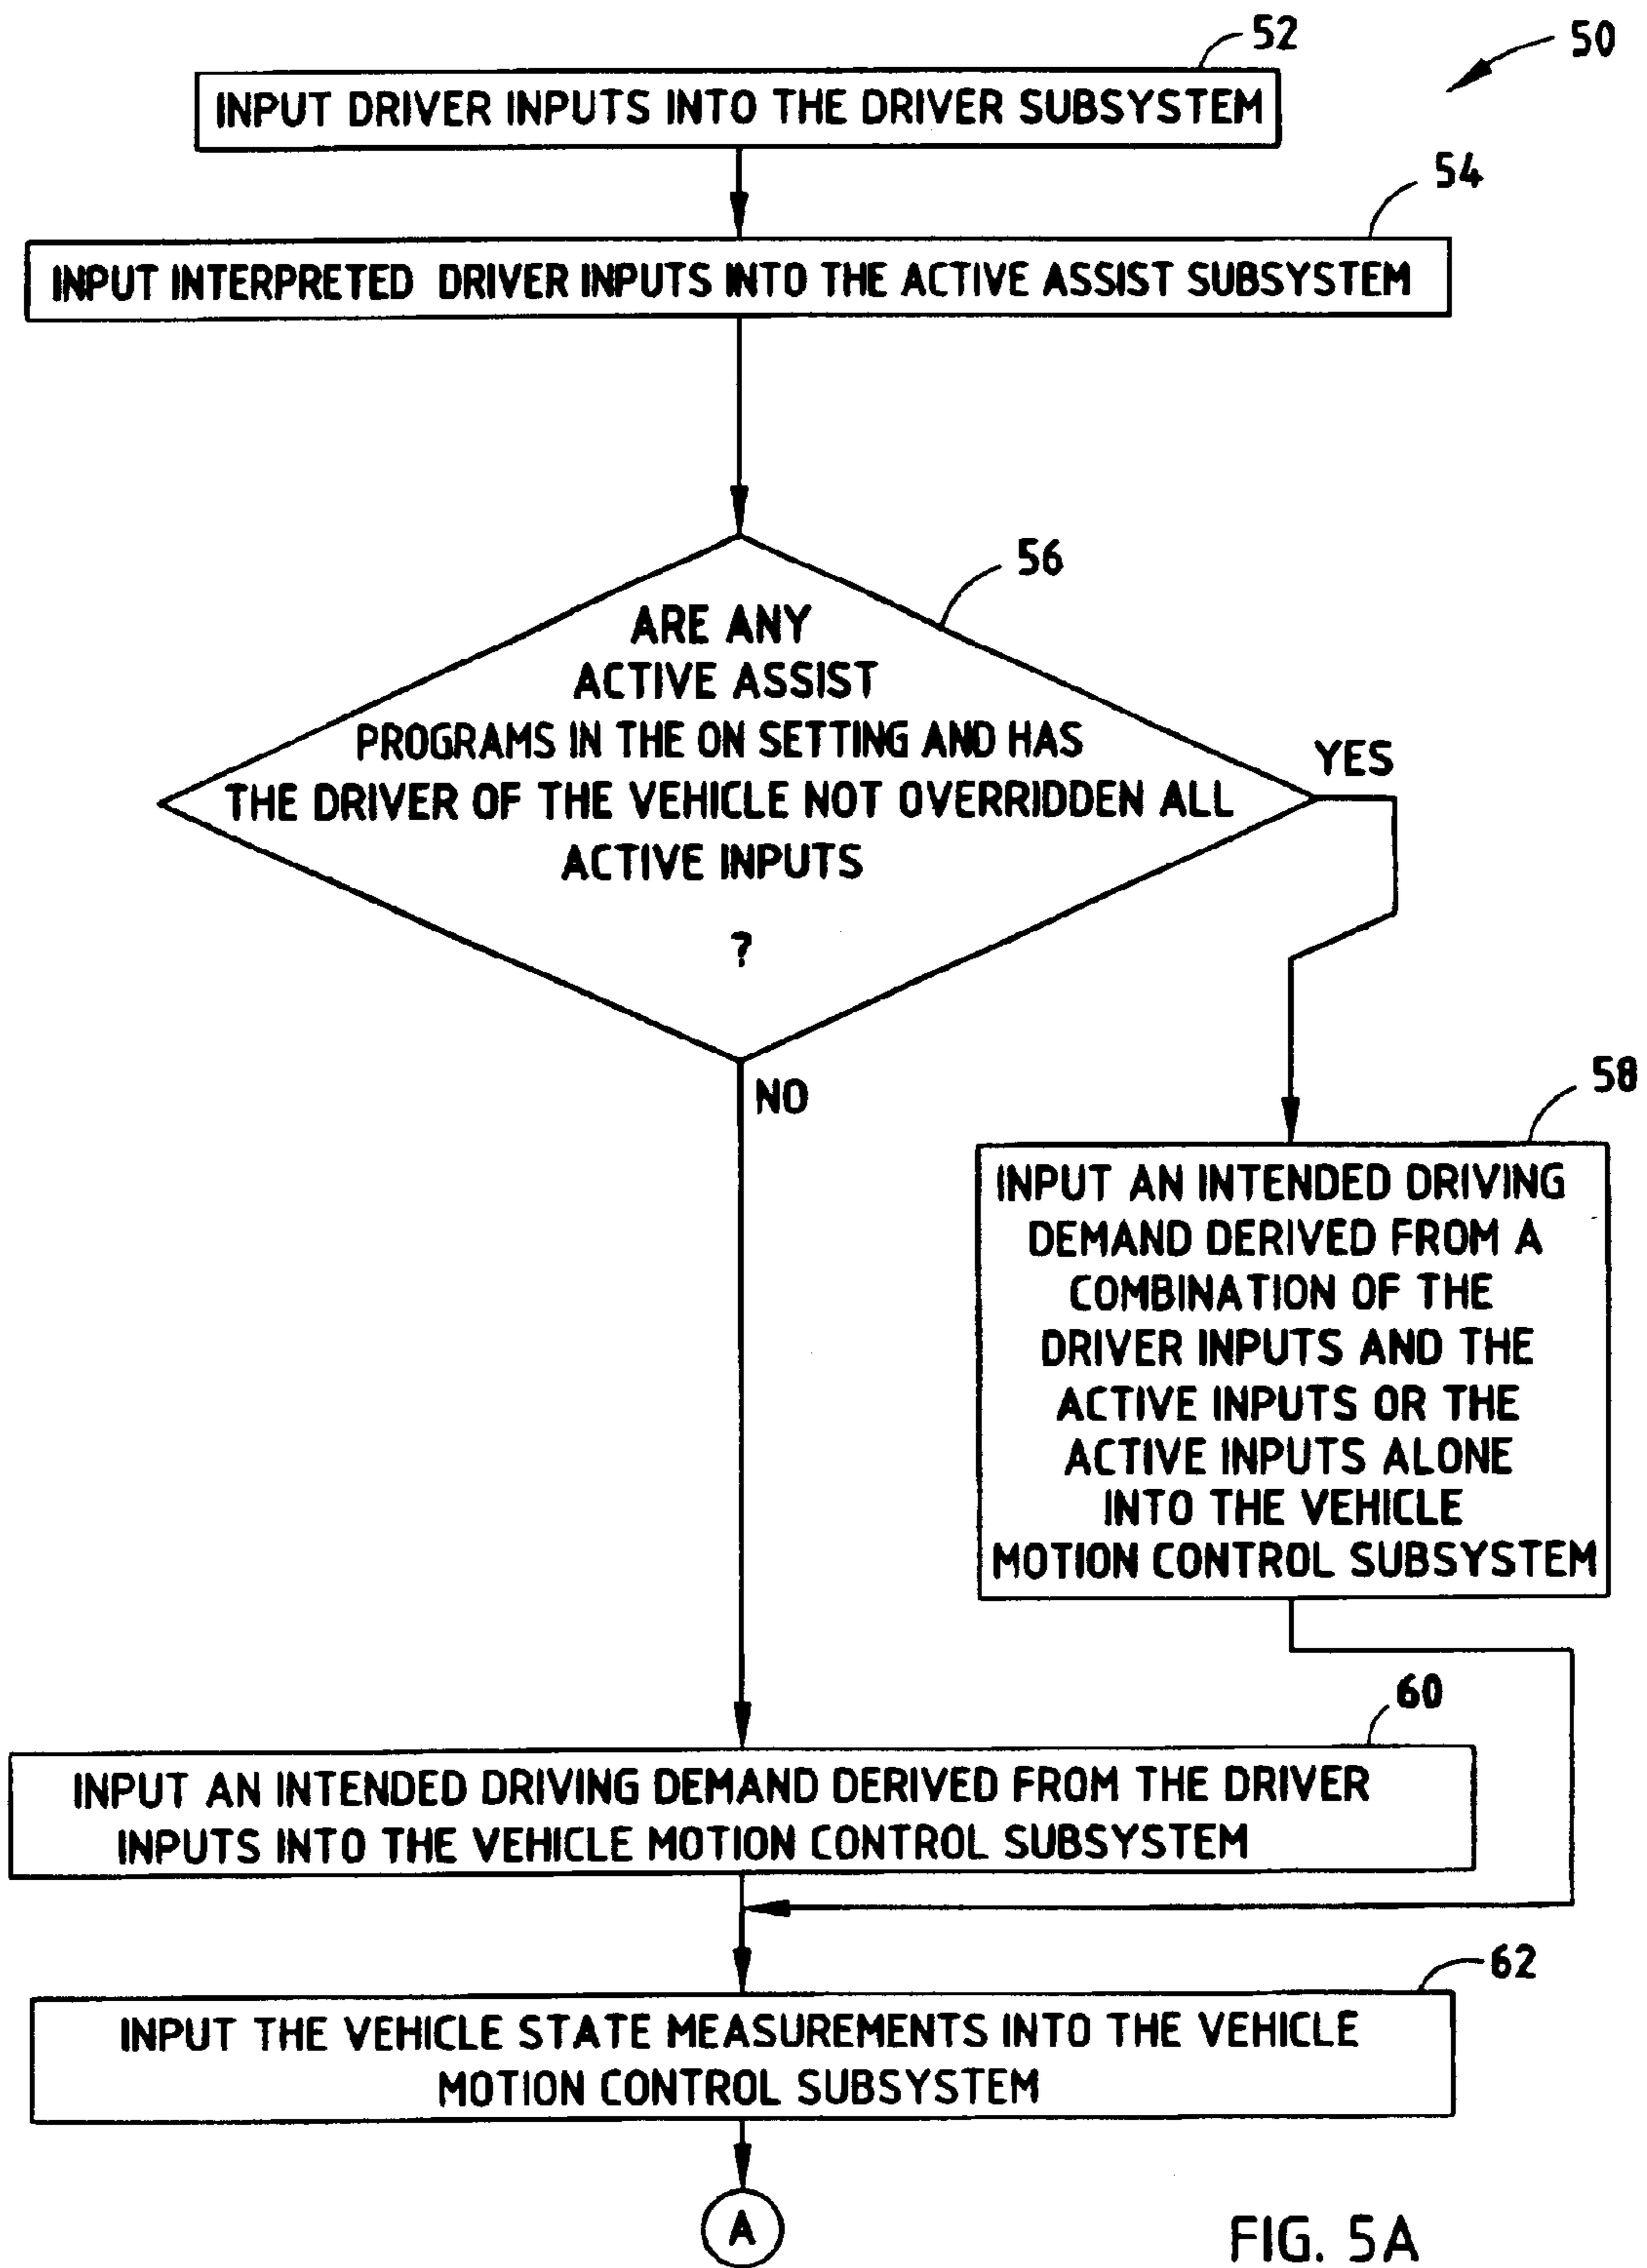 52
50
INPUT DRIVER INPUTS INTO THE DRIVER SUBSYSTEM
54
INPUT INTERPRETED DRIVER INPUTS INTO THE ACTIVE ASSIST SUBSYSTEM
56
ARE ANY
ACTIVE ASSIST
PROGRAMS IN THE ON SETTING AND HAS
THE DRIVER OF THE VEHICLE NOT OVERRIDDEN ALL
ACTIVE INPUTS
?
YES
NO
58
INPUT AN INTENDED DRIVING
DEMAND DERIVED FROM A
COMBINATION OF THE
DRIVER INPUTS AND THE
ACTIVE INPUTS OR THE
ACTIVE INPUTS ALONE
INTO THE VEHICLE
MOTION CONTROL SUBSYSTEM
60
INPUT AN INTENDED DRIVING DEMAND DERIVED FROM THE DRIVER
INPUTS INTO THE VEHICLE MOTION CONTROL SUBSYSTEM
62
INPUT THE VEHICLE STATE MEASUREMENTS INTO THE VEHICLE
MOTION CONTROL SUBSYSTEM
A
FIG. 5A